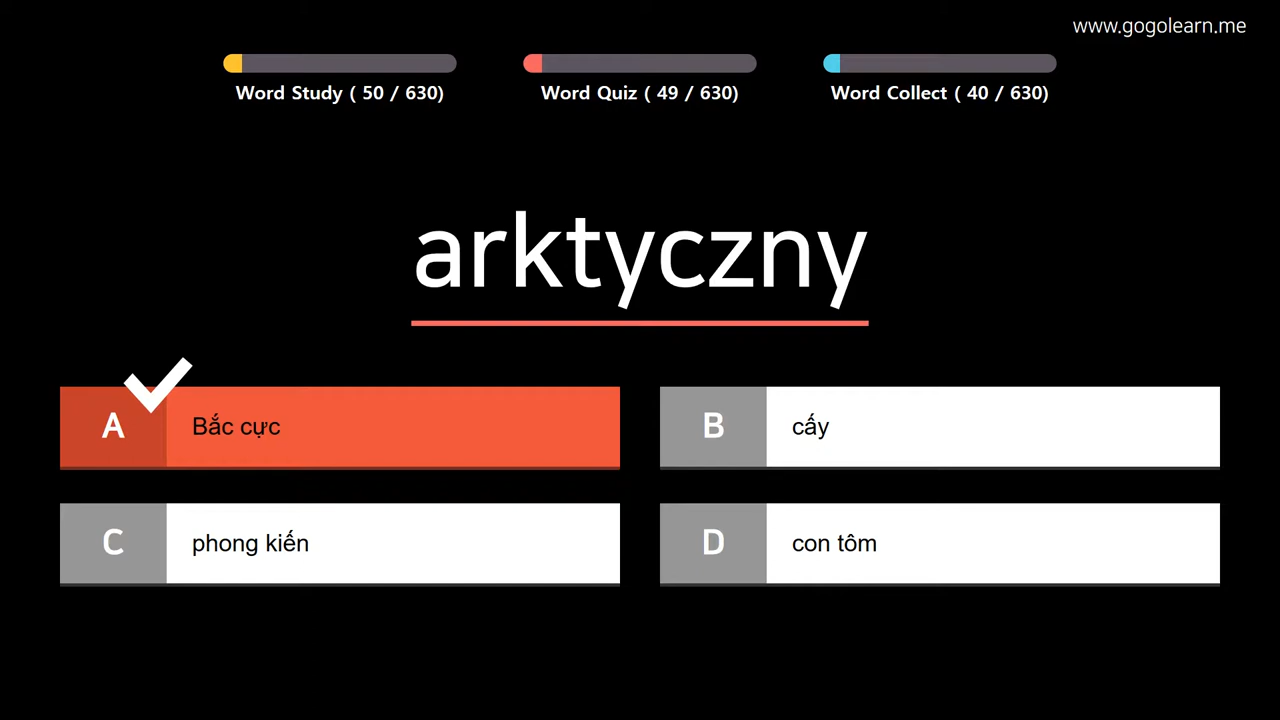 www.gogolearn.me
Word Study ( 50 / 630)
Word Quiz ( 49 / 630)
Word Collect ( 40 / 630)
arktyczny
A
Bắc cực
B
cấy
C
phong kiến
D
con tôm